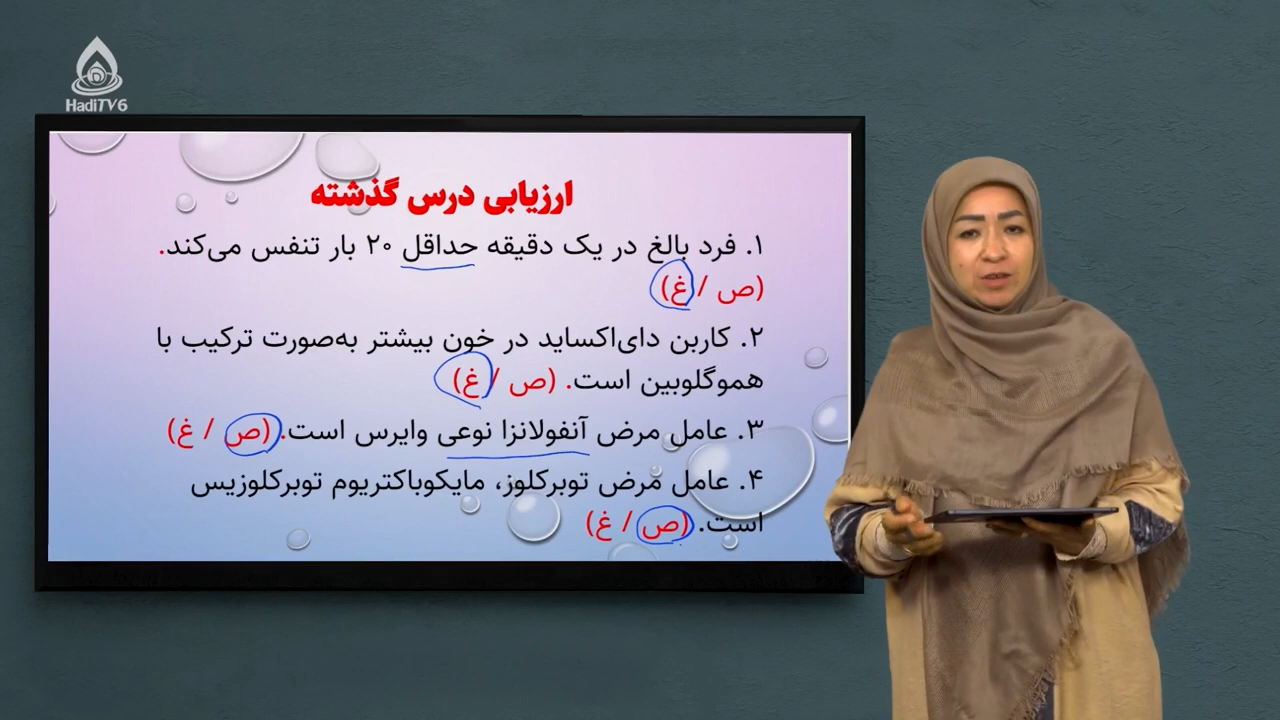 HadiTV6
ارزیابی درس گذشته
۱. فرد بالغ در یک دقیقه حداقل ۲۰ بار تنفس می‌کند.
(ص / غ)
۲. کاربن دای‌اکساید در خون بیشتر به‌صورت ترکیب با
هموگلوبین است. (ص / غ)
۳. عامل مرض آنفولانزا نوعی وایرس است. (ص / غ)
۴. عامل مرض توبرکلوز، مایکوباکتریوم توبرکلوزیس
است. (ص / غ)